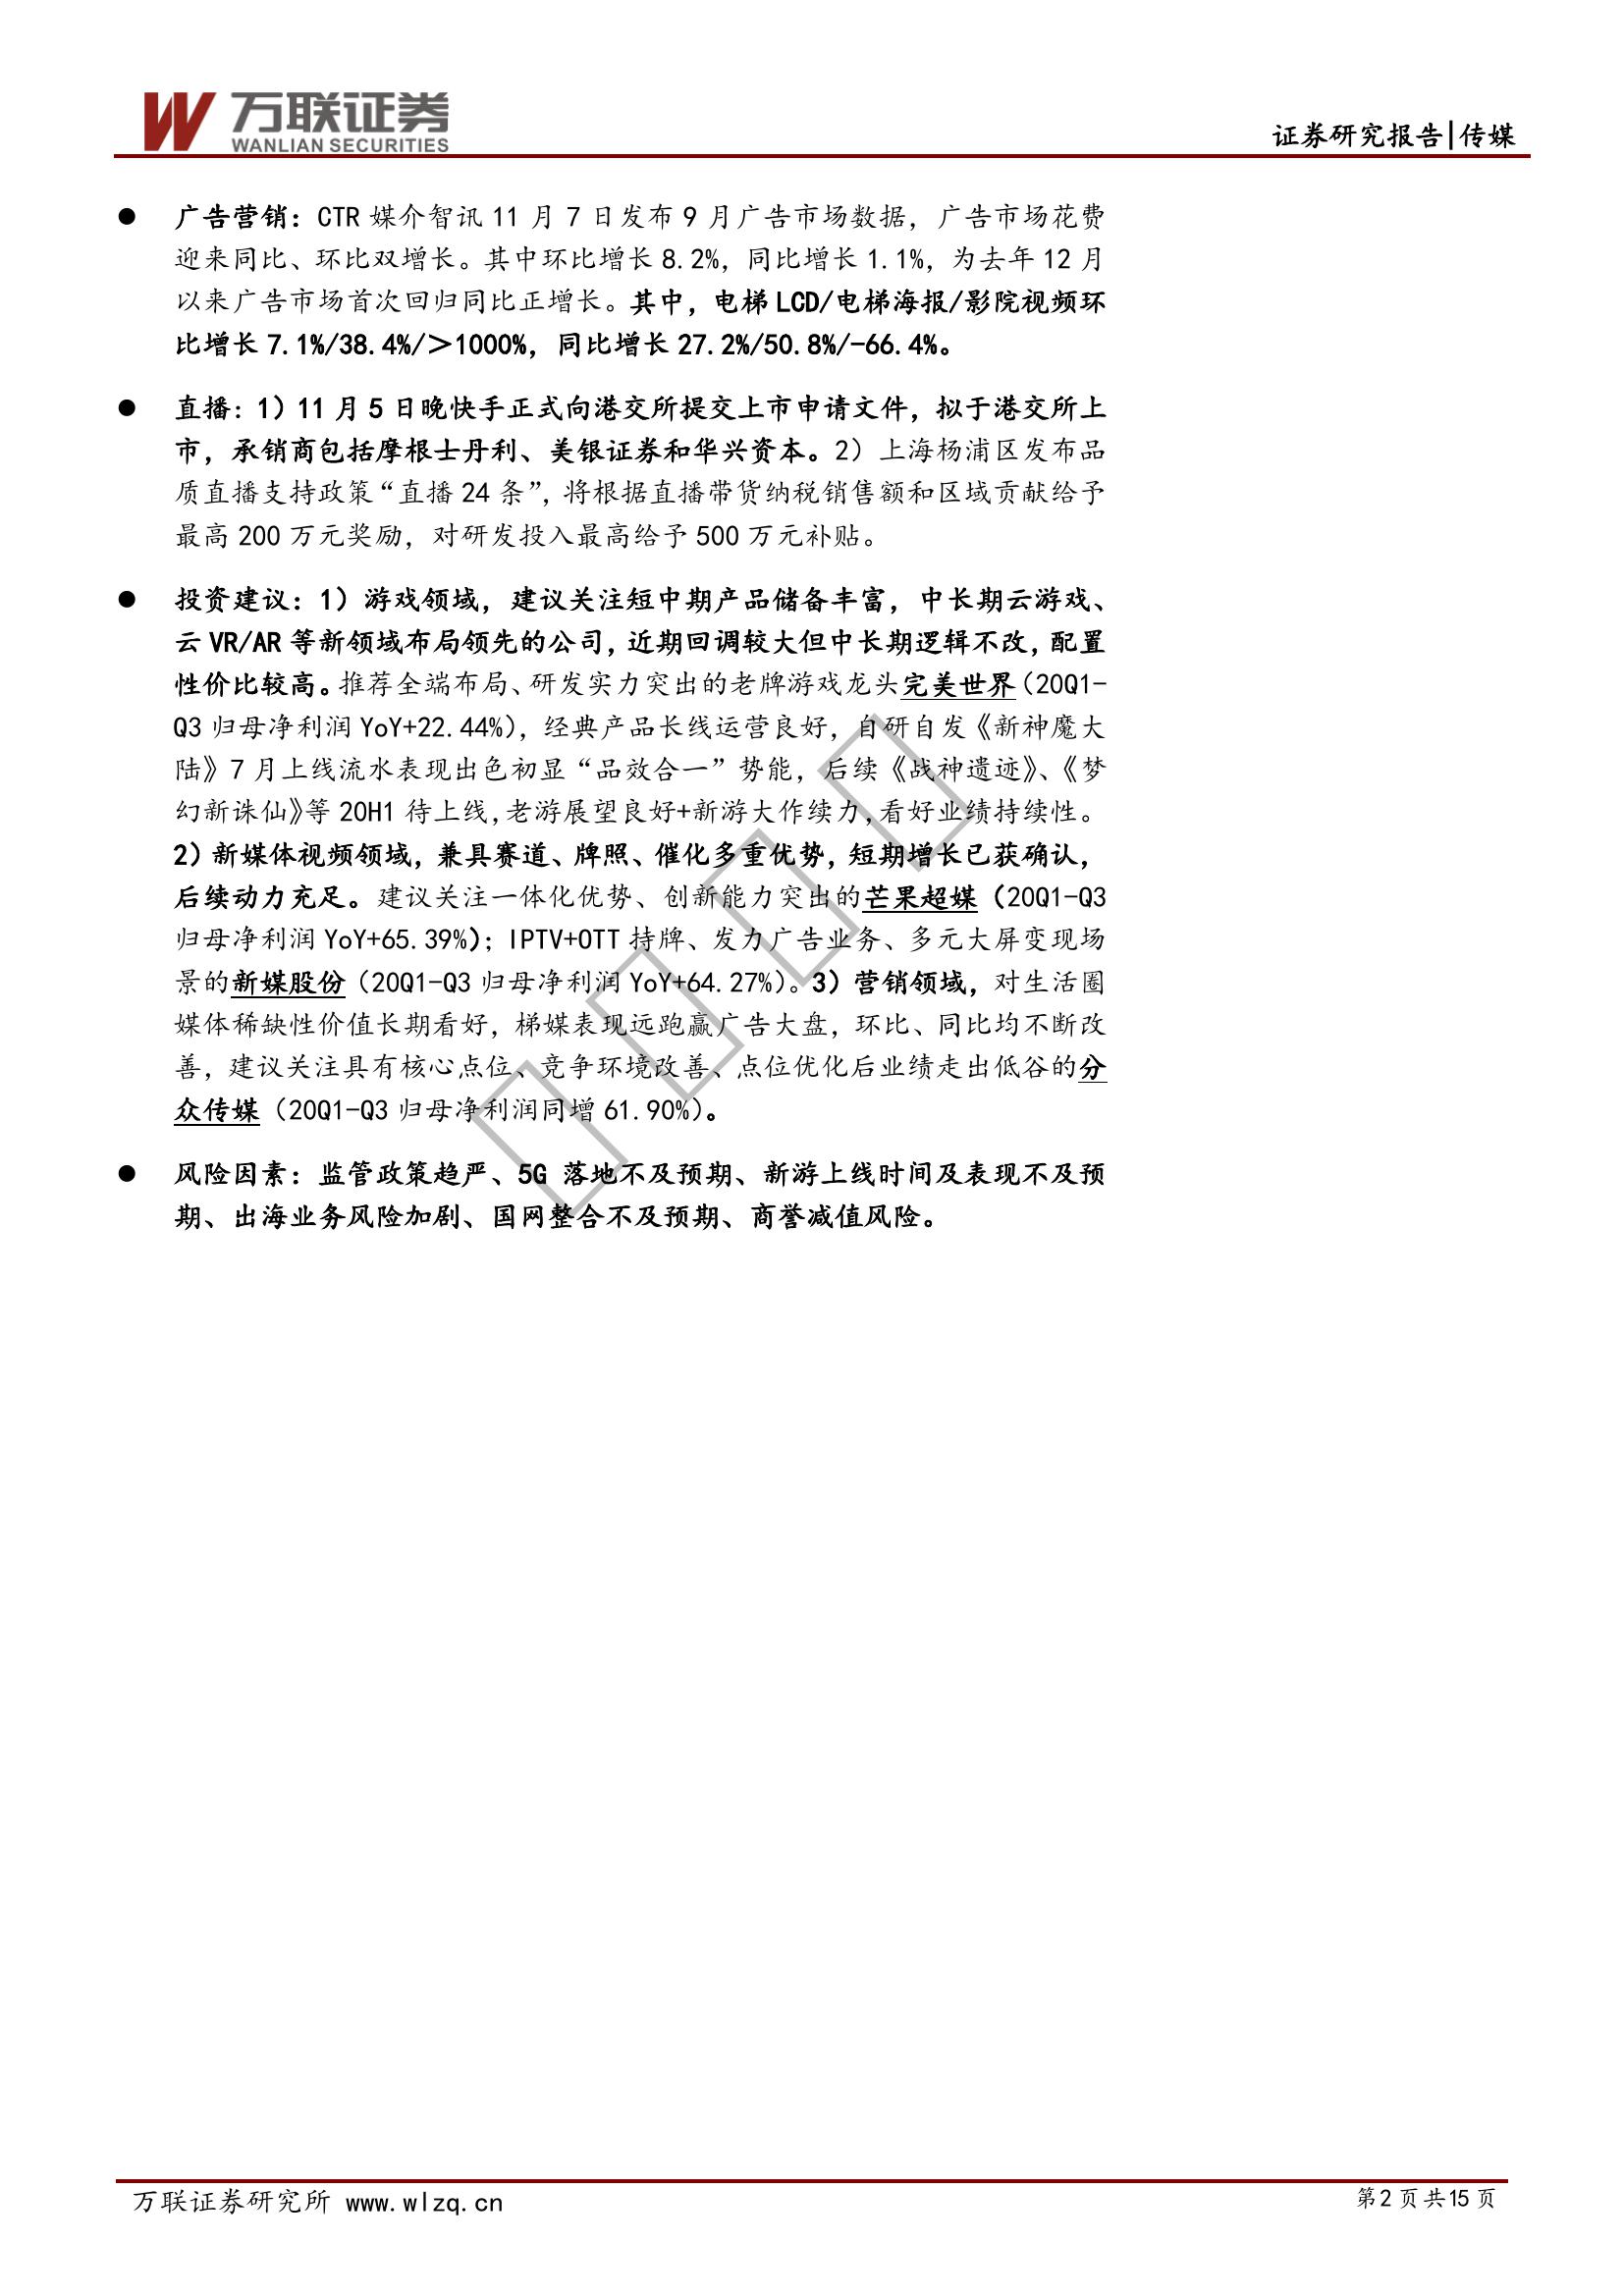 万联证券
WANLIAN SECURITIES
证券研究报告|传媒
● 广告营销：CTR 媒介智讯 11 月 7 日发布 9 月广告市场数据，广告市场花费
迎来同比、环比双增长。其中环比增长 8.2%，同比增长 1.1%，为去年 12 月
以来广告市场首次回归同比正增长。其中，电梯 LCD/电梯海报/影院视频环
比增长 7.1%/38.4%/＞1000%，同比增长 27.2%/50.8%/-66.4%。
● 直播：1）11 月 5 日晚快手正式向港交所提交上市申请文件，拟于港交所上
市，承销商包括摩根士丹利、美银证券和华兴资本。2）上海杨浦区发布品
质直播支持政策“直播 24 条”，将根据直播带货纳税销售额和区域贡献给予
最高 200 万元奖励，对研发投入最高给予 500 万元补贴。
● 投资建议：1）游戏领域，建议关注短中期产品储备丰富，中长期云游戏、
云 VR/AR 等新领域布局领先的公司，近期回调较大但中长期逻辑不改，配置
性价比较高。推荐全端布局、研发实力突出的老牌游戏龙头完美世界（20Q1-
Q3 归母净利润 YoY+22.44%），经典产品长线运营良好，自研自发《新神魔大
陆》7 月上线流水表现出色初显“品效合一”势能，后续《战神遗迹》、《梦
幻新诛仙》等 20H1 待上线，老游展望良好+新游大作续力，看好业绩持续性。
2）新媒体视频领域，兼具赛道、牌照、催化多重优势，短期增长已获确认，
后续动力充足。建议关注一体化优势、创新能力突出的芒果超媒（20Q1-Q3
归母净利润 YoY+65.39%）；IPTV+OTT 持牌、发力广告业务、多元大屏变现场
景的新媒股份（20Q1-Q3 归母净利润 YoY+64.27%）。3）营销领域，对生活圈
媒体稀缺性价值长期看好，梯媒表现远跑赢广告大盘，环比、同比均不断改
善，建议关注具有核心点位、竞争环境改善、点位优化后业绩走出低谷的分
众传媒（20Q1-Q3 归母净利润同增 61.90%）。
● 风险因素：监管政策趋严、5G 落地不及预期、新游上线时间及表现不及预
期、出海业务风险加剧、国网整合不及预期、商誉减值风险。
万联证券研究所 www.wlzq.cn
第2 页 共15 页